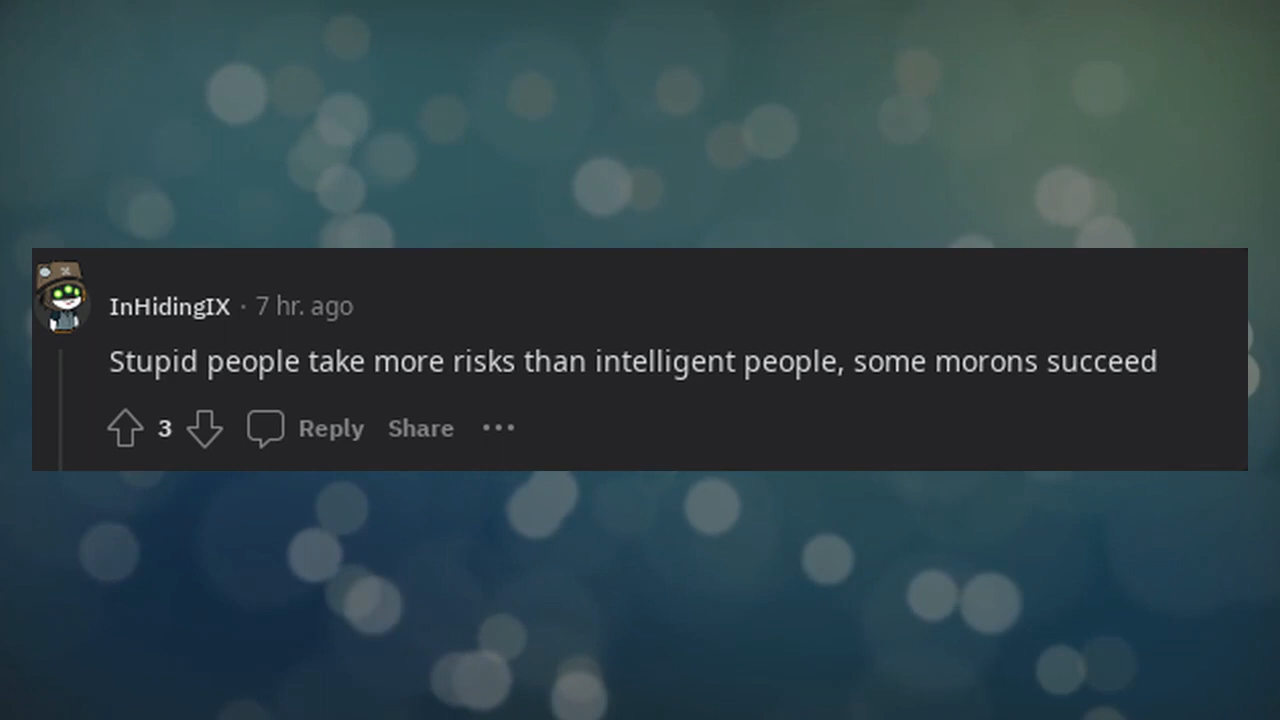 InHidingIX · 7 hr. ago
Stupid people take more risks than intelligent people, some morons succeed
3 Reply Share ···